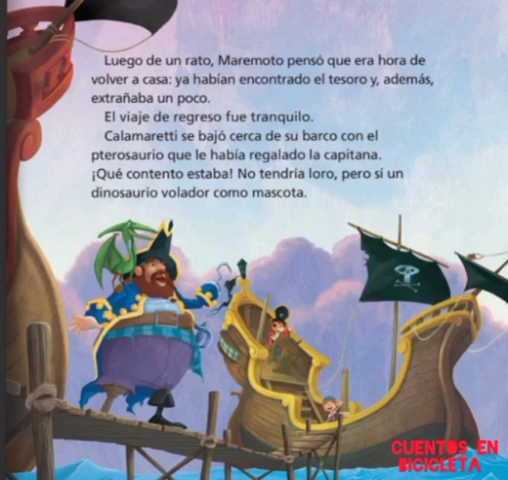 Luego de un rato, Maremoto pensó que era hora de
volver a casa: ya habían encontrado el tesoro y, además,
extrañaba un poco.
El viaje de regreso fue tranquilo.
Calamaretti se bajó cerca de su barco con el
pterosaurio que le había regalado la capitana.
¡Qué contento estaba! No tendría loro, pero sí un
dinosaurio volador como mascota.
CUENTOS EN
BICICLETA